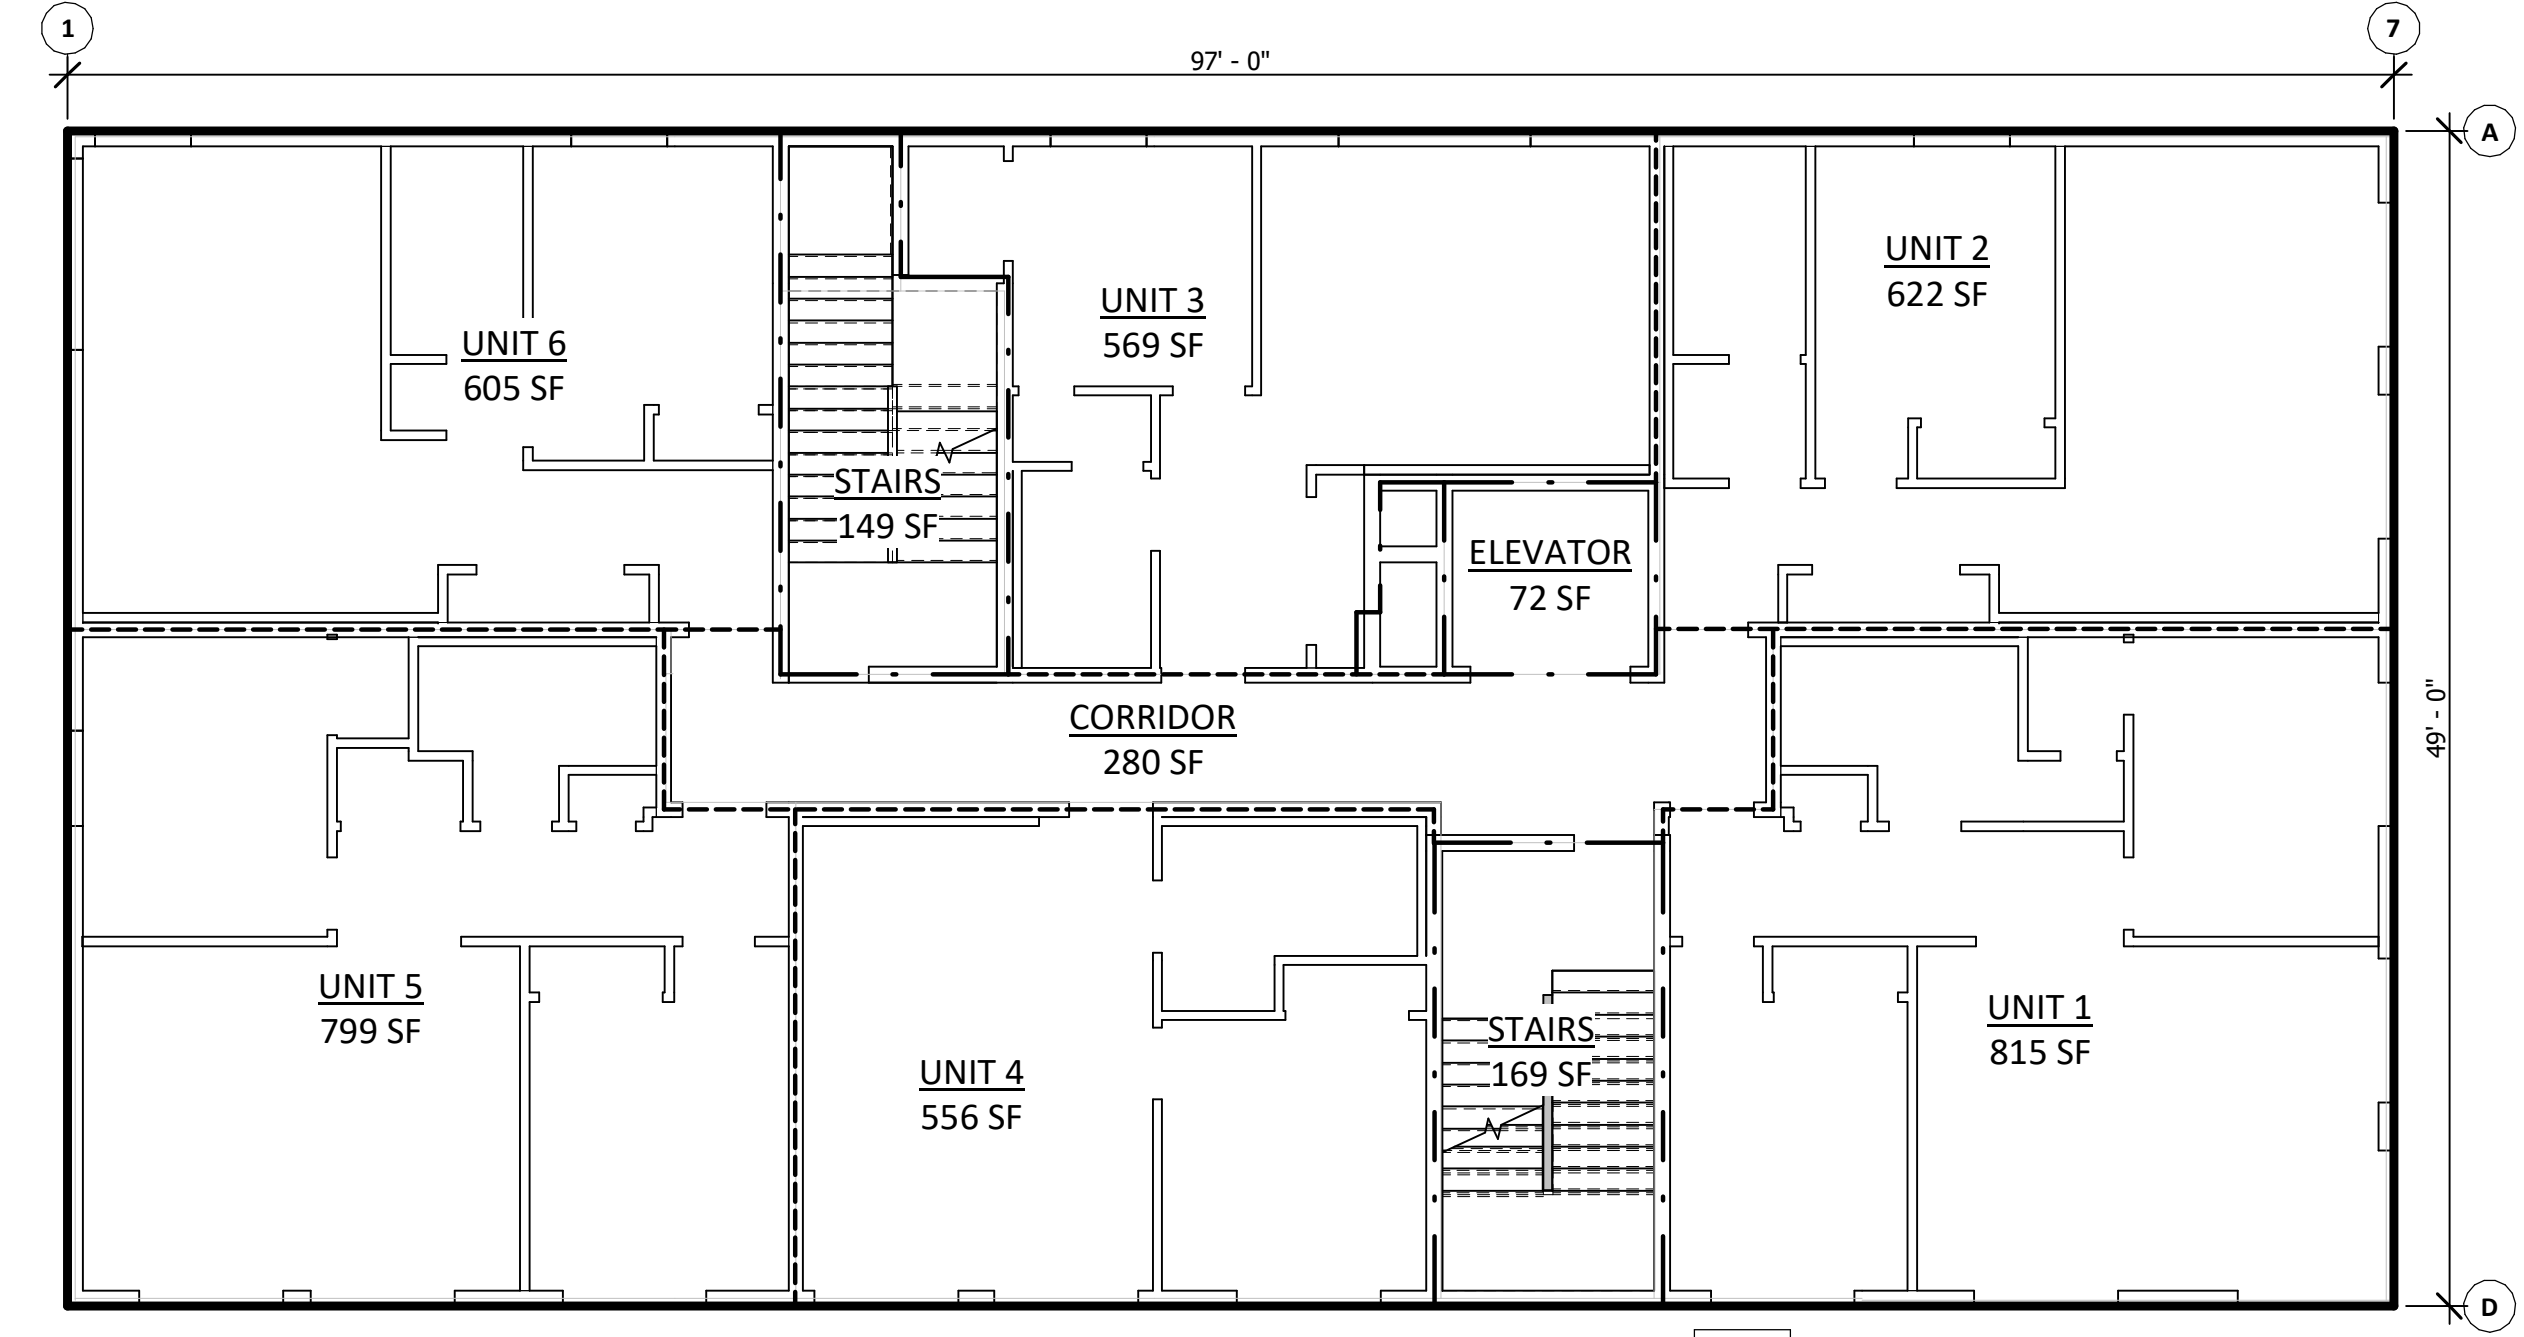 1
7
97' - 0"
A
UNIT 2
622 SF
UNIT 3
569 SF
UNIT 6
605 SF
STAIRS
149 SF
ELEVATOR
72 SF
CORRIDOR
280 SF
49' - 0"
UNIT 5
799 SF
UNIT 4
556 SF
STAIRS
169 SF
UNIT 1
815 SF
D